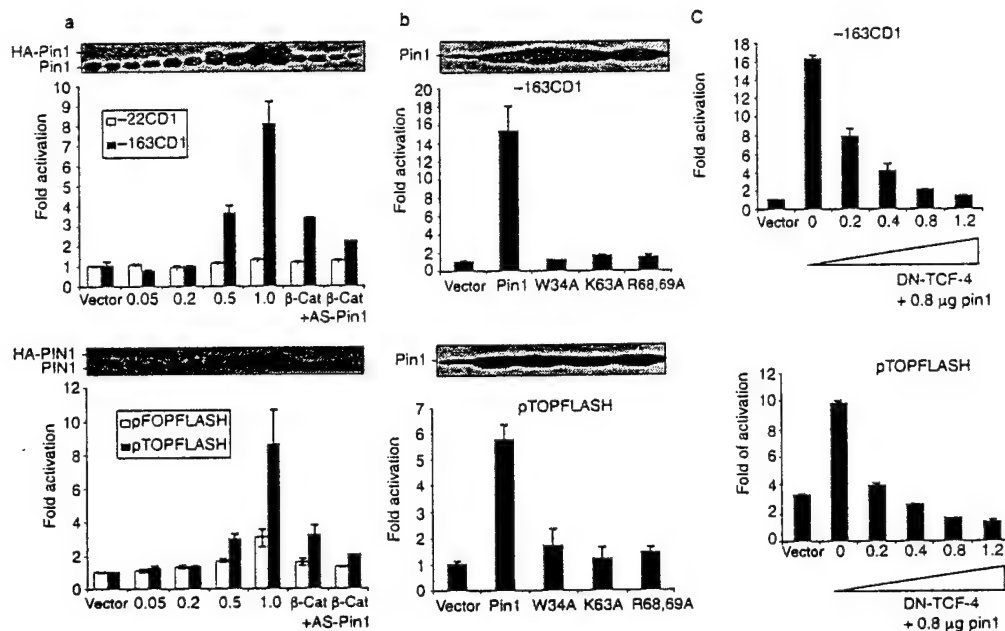 a
HA-Pin1
Pin1
Fold activation
10
9
8
7
6
5
4
3
2
1
0
–22CD1
–163CD1
Vector 0.05 0.2 0.5 1.0 β-Cat β-Cat
+AS-Pin1
HA-PIN1
PIN1
Fold activation
12
10
8
6
4
2
0
pFOPFLASH
pTOPFLASH
Vector 0.05 0.2 0.5 1.0 β-Cat β-Cat
+AS-Pin1
b
Pin1
–163CD1
Fold activation
20
18
16
14
12
10
8
6
4
2
0
Vector Pin1 W34A K63A R68,69A
Pin1
pTOPFLASH
Fold activation
7
6
5
4
3
2
1
0
Vector Pin1 W34A K63A R68,69A
C
–163CD1
Fold activation
18
16
14
12
10
8
6
4
2
0
Vector 0 0.2 0.4 0.8 1.2
DN-TCF-4
+ 0.8 µg pin1
pTOPFLASH
Fold of activation
12
10
8
6
4
2
0
Vector 0 0.2 0.4 0.8 1.2
DN-TCF-4
+ 0.8 µg pin1